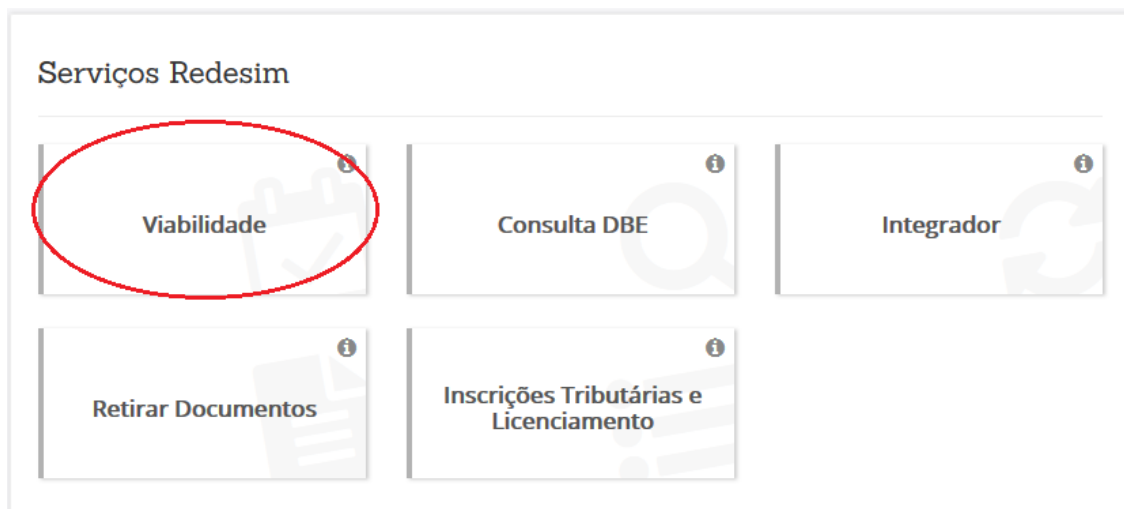 Serviços Redesim
Viabilidade
Consulta DBE
Integrador
Retirar Documentos
Inscrições Tributárias e
Licenciamento